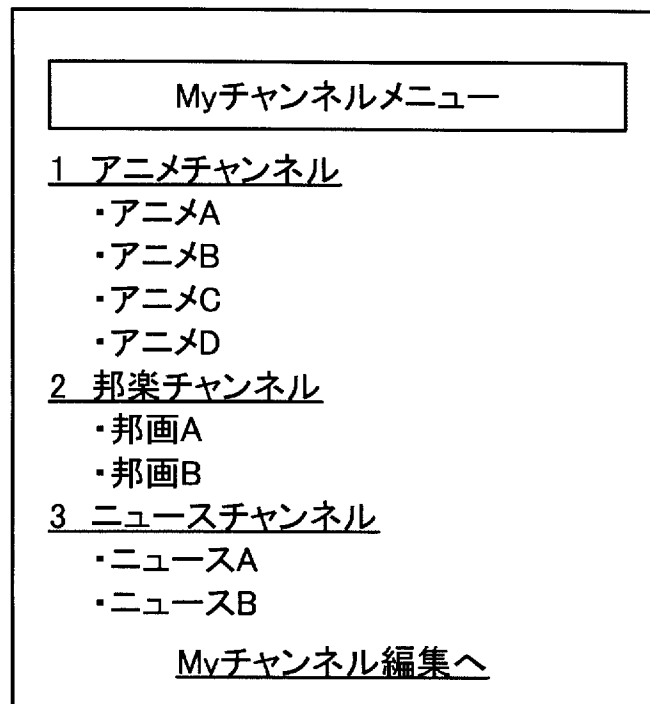 Myチャンネルメニュー
1 アニメチャンネル
・アニメA
・アニメB
・アニメC
・アニメD
2 邦楽チャンネル
・邦画A
・邦画B
3 ニュースチャンネル
・ニュースA
・ニュースB
Myチャンネル編集へ